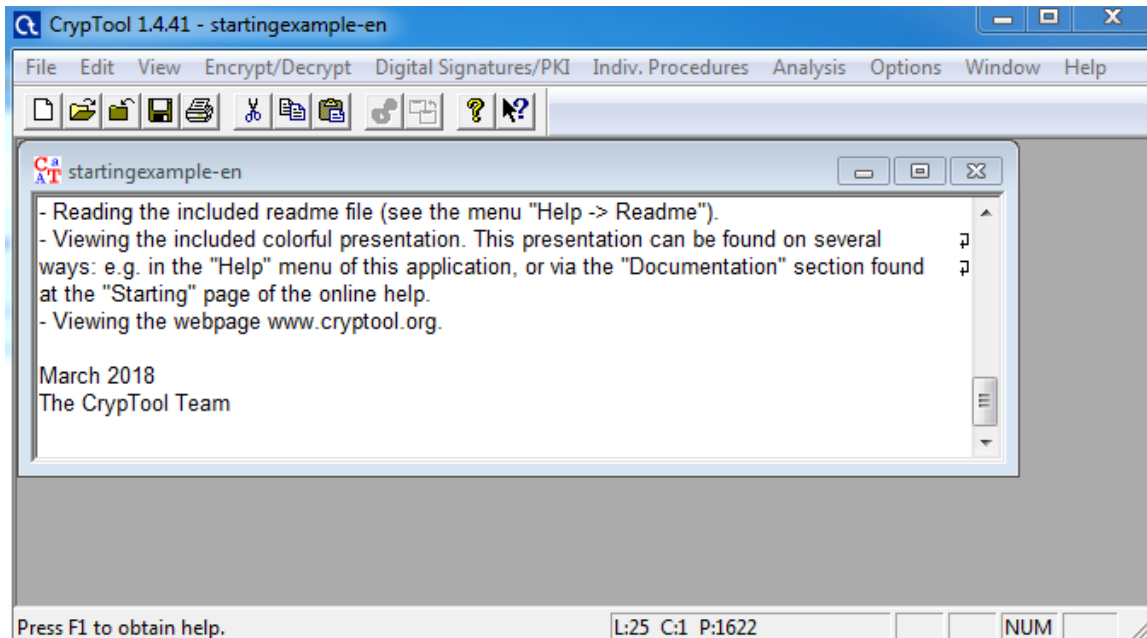 CrypTool 1.4.41 - startingexample-en
File Edit View Encrypt/Decrypt Digital Signatures/PKI Indiv. Procedures Analysis Options Window Help
startingexample-en
- Reading the included readme file (see the menu "Help -> Readme").
- Viewing the included colorful presentation. This presentation can be found on several
ways: e.g. in the "Help" menu of this application, or via the "Documentation" section found
at the "Starting" page of the online help.
- Viewing the webpage www.cryptool.org.
March 2018
The CrypTool Team
Press F1 to obtain help. L:25 C:1 P:1622 NUM